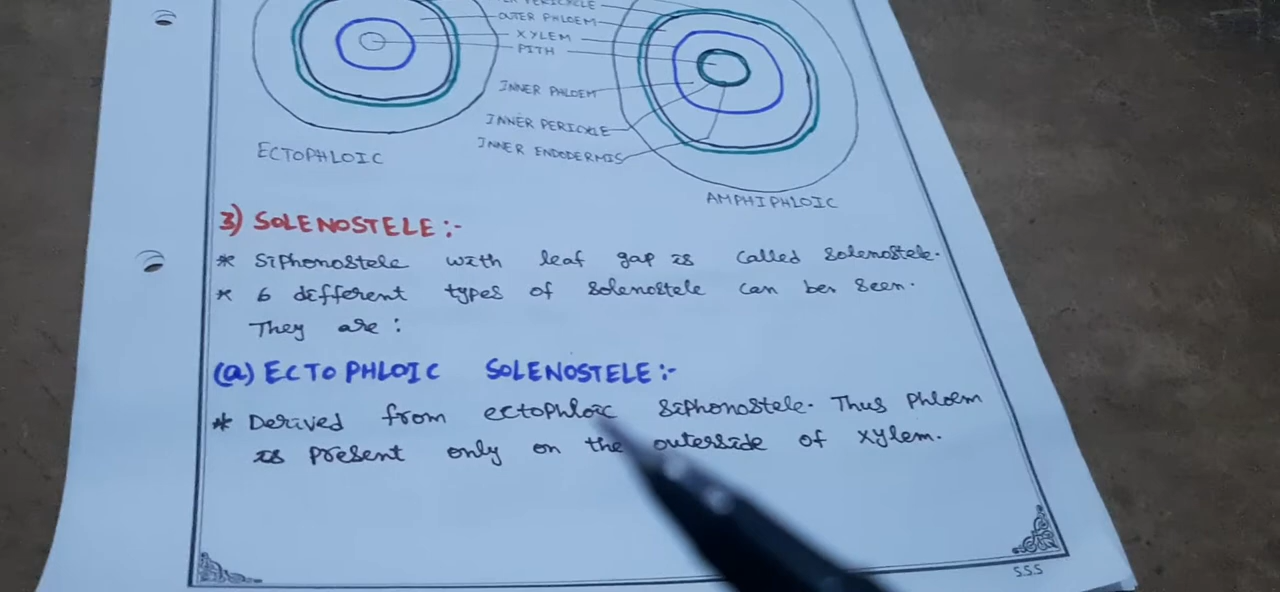 OUTER PHLOEM
XYLEM
PITH
INNER PHLOEM
INNER PERICYCLE
INNER ENDODERMIS
ECTOPHLOIC
AMPHIPHLOIC
3) SOLENOSTELE :-
* Siphonostele with leaf gap is called Solenostele.
* 6 different types of solenostele can be seen.
They are :
(a) ECTOPHLOIC SOLENOSTELE :-
* Derived from ectophloic siphonostele. Thus phloem
is present only on the outerside of xylem.
S.S.S